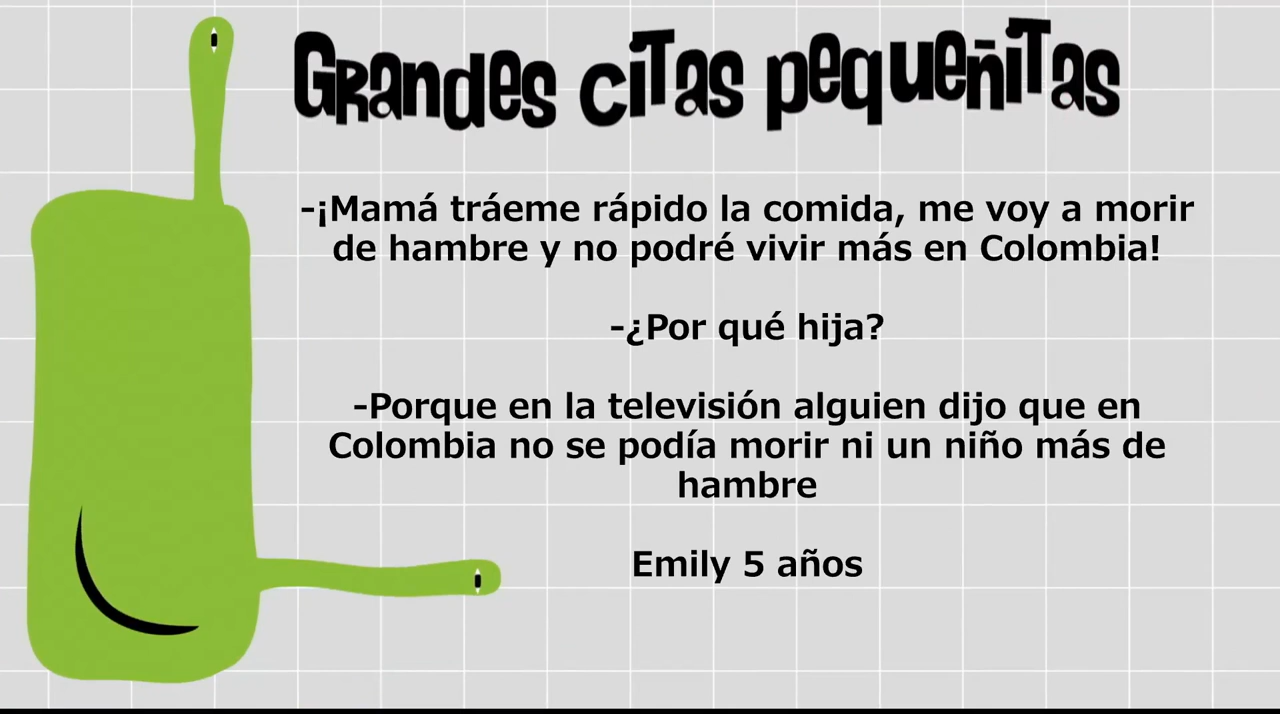 Grandes citas pequeñitas
-¡Mamá tráeme rápido la comida, me voy a morir
de hambre y no podré vivir más en Colombia!
-¿Por qué hija?
-Porque en la televisión alguien dijo que en
Colombia no se podía morir ni un niño más de
hambre
Emily 5 años